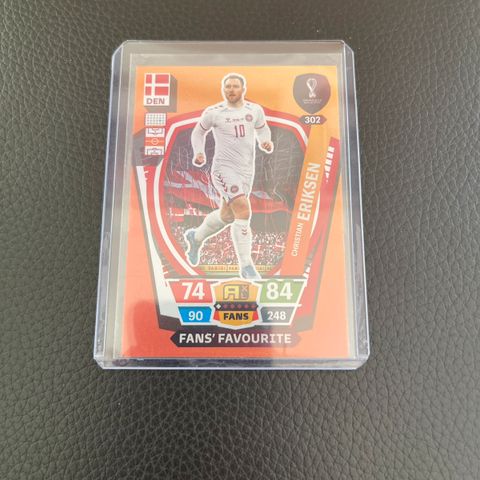 DEN
302
10
CHRISTIAN ERIKSEN
74
84
90
FANS
248
FANS' FAVOURITE